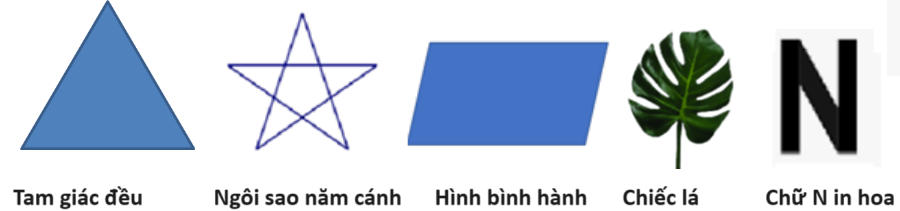 Tam giác đều Ngôi sao năm cánh Hình bình hành Chiếc lá Chữ N in hoa
N